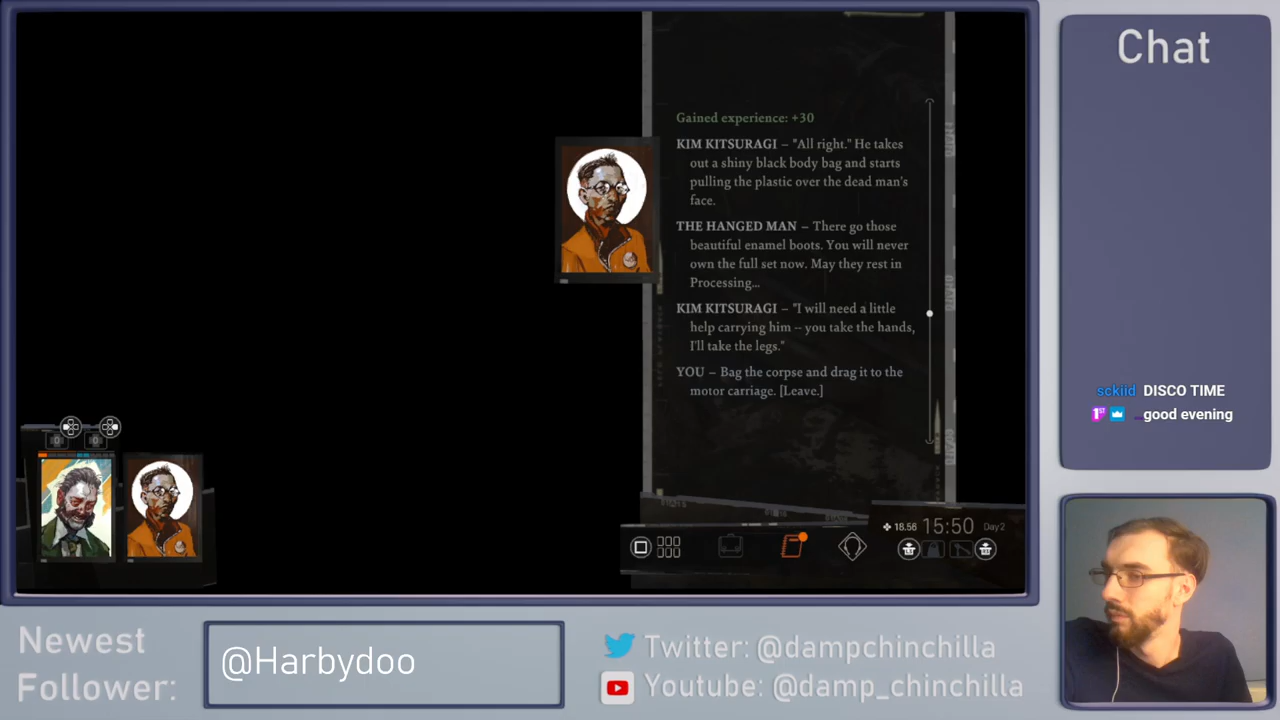 Chat
Gained experience: +30
KIM KITSURAGI – "All right." He takes
out a shiny black body bag and starts
pulling the plastic over the dead man's
face.
THE HANGED MAN – There go those
beautiful enamel boots. You will never
own the full set now. May they rest in
Processing...
KIM KITSURAGI – "I will need a little
help carrying him – you take the hands,
I'll take the legs."
YOU – Bag the corpse and drag it to the
motor carriage. [Leave.]
sckiid DISCO TIME
1ST good evening
0 0
18.56 15:50 Day2
Newest
Follower:
@Harbydoo
Twitter: @dampchinchilla
Youtube: @damp_chinchilla